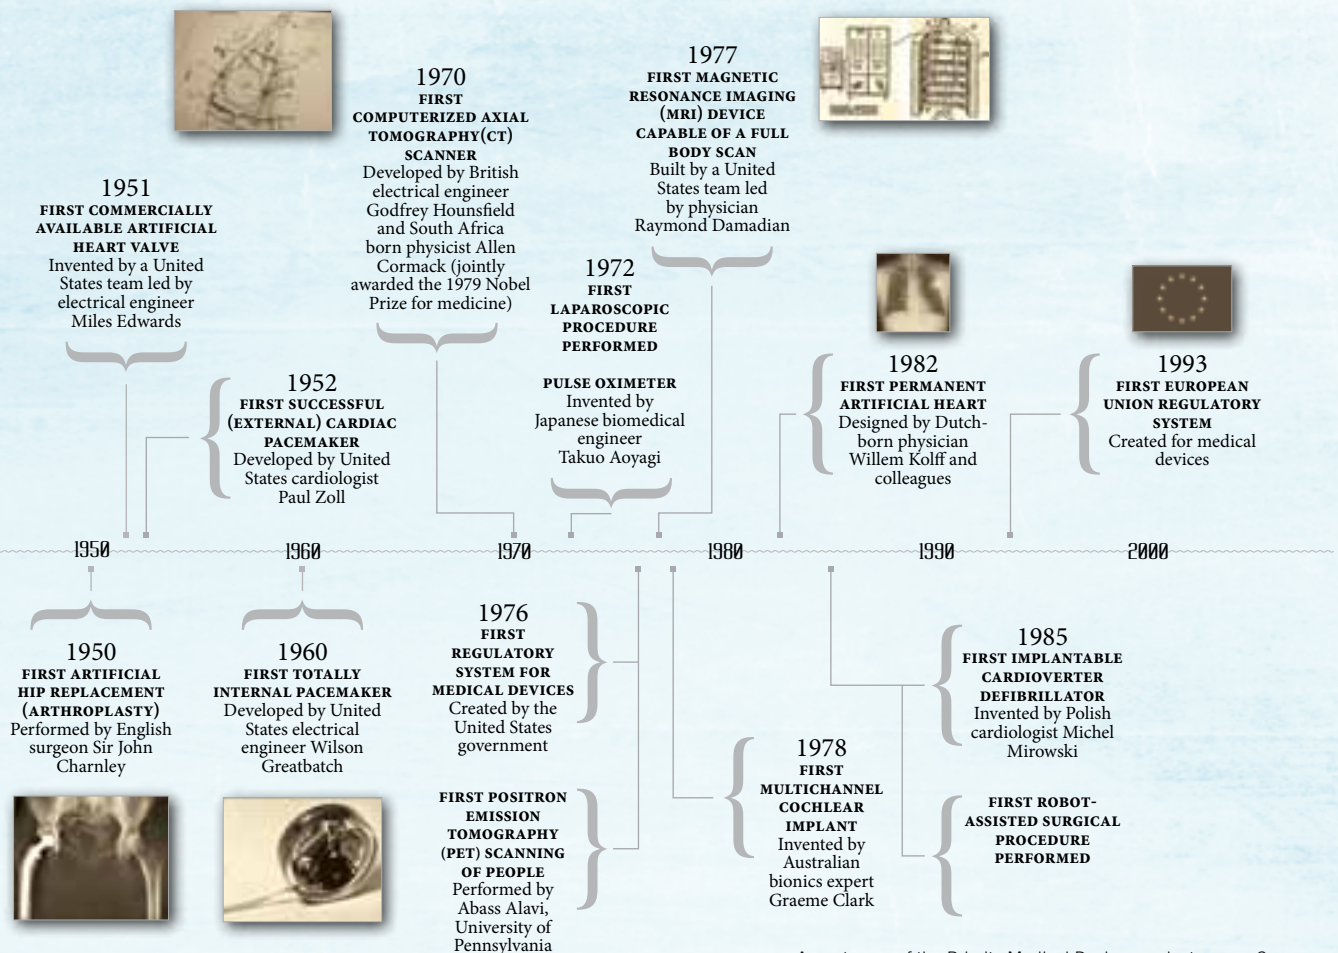 1951
FIRST COMMERCIALLY
AVAILABLE ARTIFICIAL
HEART VALVE
Invented by a United
States team led by
electrical engineer
Miles Edwards
1952
FIRST SUCCESSFUL
(EXTERNAL) CARDIAC
PACEMAKER
Developed by United
States cardiologist
Paul Zoll
1970
FIRST
COMPUTERIZED AXIAL
TOMOGRAPHY(CT)
SCANNER
Developed by British
electrical engineer
Godfrey Hounsfield
and South Africa
born physicist Allen
Cormack (jointly
awarded the 1979 Nobel
Prize for medicine)
1972
FIRST
LAPAROSCOPIC
PROCEDURE
PERFORMED
PULSE OXIMETER
Invented by
Japanese biomedical
engineer
Takuo Aoyagi
1977
FIRST MAGNETIC
RESONANCE IMAGING
(MRI) DEVICE
CAPABLE OF A FULL
BODY SCAN
Built by a United
States team led
by physician
Raymond Damadian
1982
FIRST PERMANENT
ARTIFICIAL HEART
Designed by Dutch-
born physician
Willem Kolff and
colleagues
1993
FIRST EUROPEAN
UNION REGULATORY
SYSTEM
Created for medical
devices
1950
1960
1970
1980
1990
2000
1950
FIRST ARTIFICIAL
HIP REPLACEMENT
(ARTHROPLASTY)
Performed by English
surgeon Sir John
Charnley
1960
FIRST TOTALLY
INTERNAL PACEMAKER
Developed by United
States electrical
engineer Wilson
Greatbatch
1976
FIRST
REGULATORY
SYSTEM FOR
MEDICAL DEVICES
Created by the
United States
government
FIRST POSITRON
EMISSION
TOMOGRAPHY
(PET) SCANNING
OF PEOPLE
Performed by
Abass Alavi,
University of
Pennsylvania
1978
FIRST
MULTICHANNEL
COCHLEAR
IMPLANT
Invented by
Australian
bionics expert
Graeme Clark
1985
FIRST IMPLANTABLE
CARDIOVERTER
DEFIBRILLATOR
Invented by Polish
cardiologist Michel
Mirowski
FIRST ROBOT-
ASSISTED SURGICAL
PROCEDURE
PERFORMED